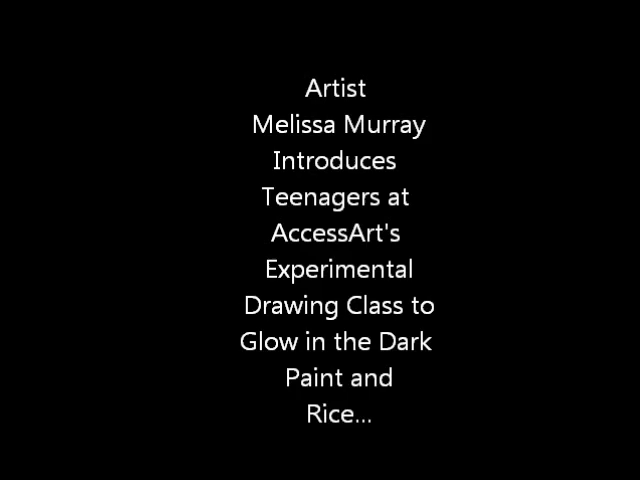 Artist
Melissa Murray
Introduces
Teenagers at
AccessArt's
Experimental
Drawing Class to
Glow in the Dark
Paint and
Rice...